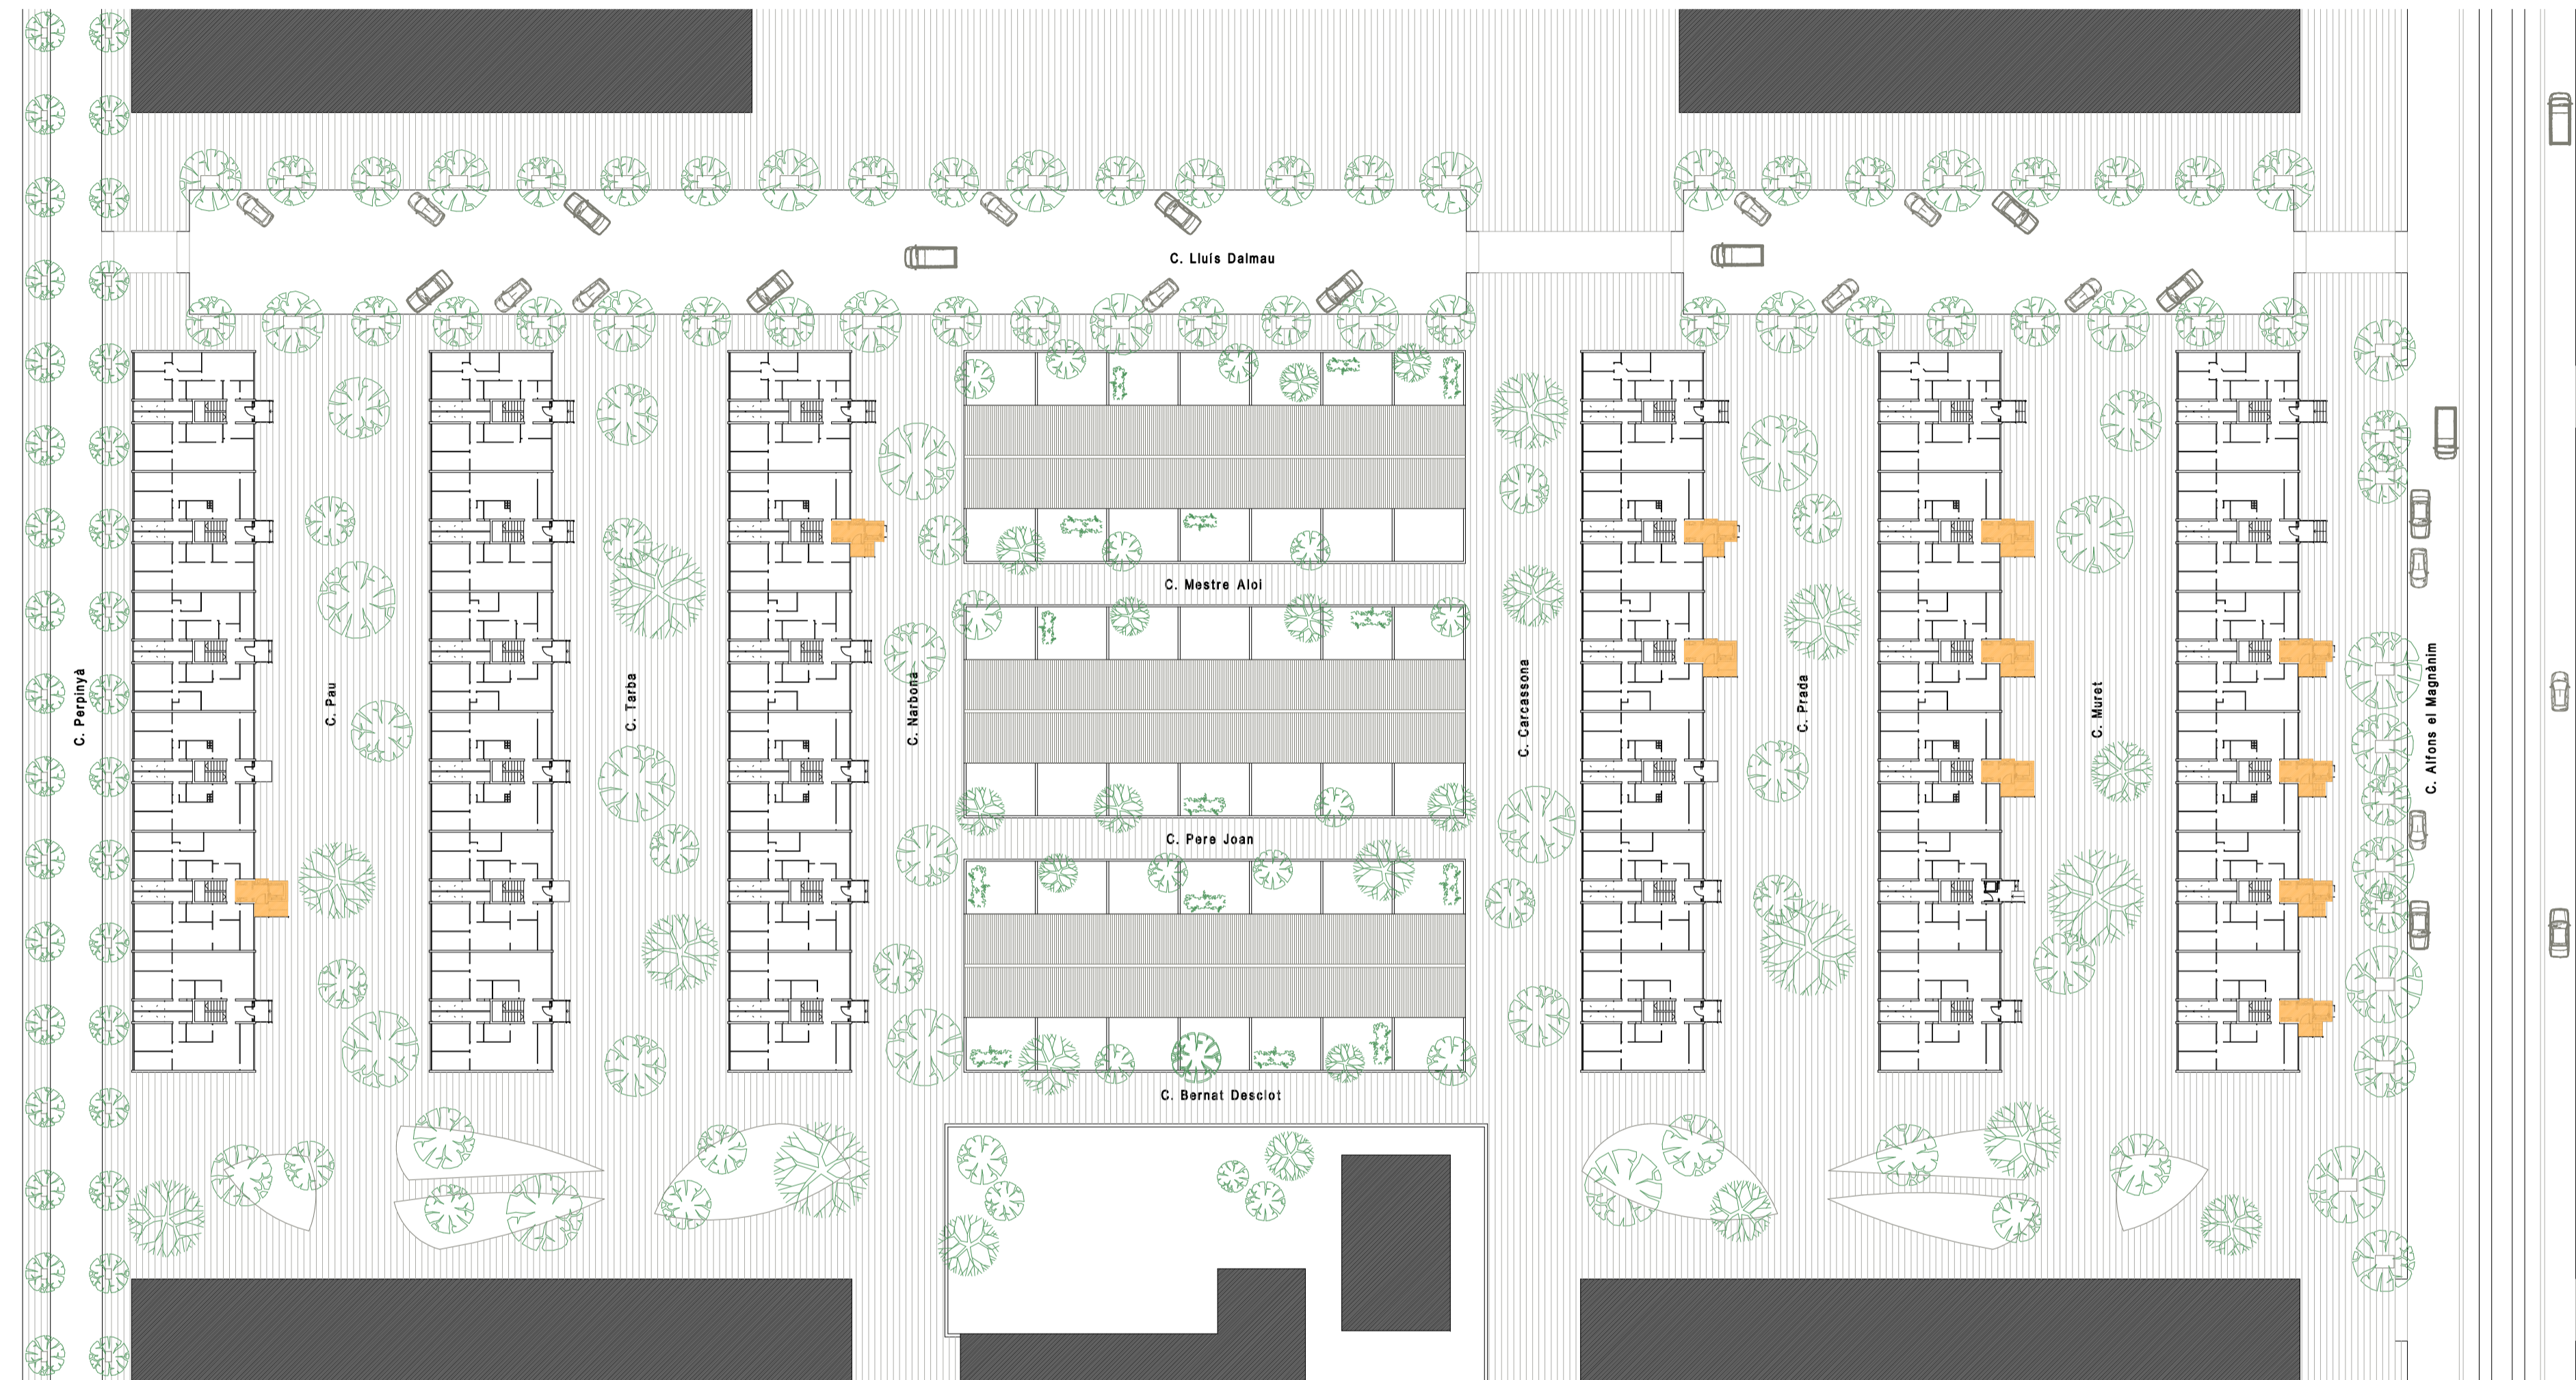 C. Lluís Dalmau
C. Mestre Aloi
C. Perpinyà
C. Pau
C. Tarba
C. Narbona
C. Carcassona
C. Prada
C. Muret
C. Alfons el Magnànim
C. Pere Joan
C. Bernat Desclot